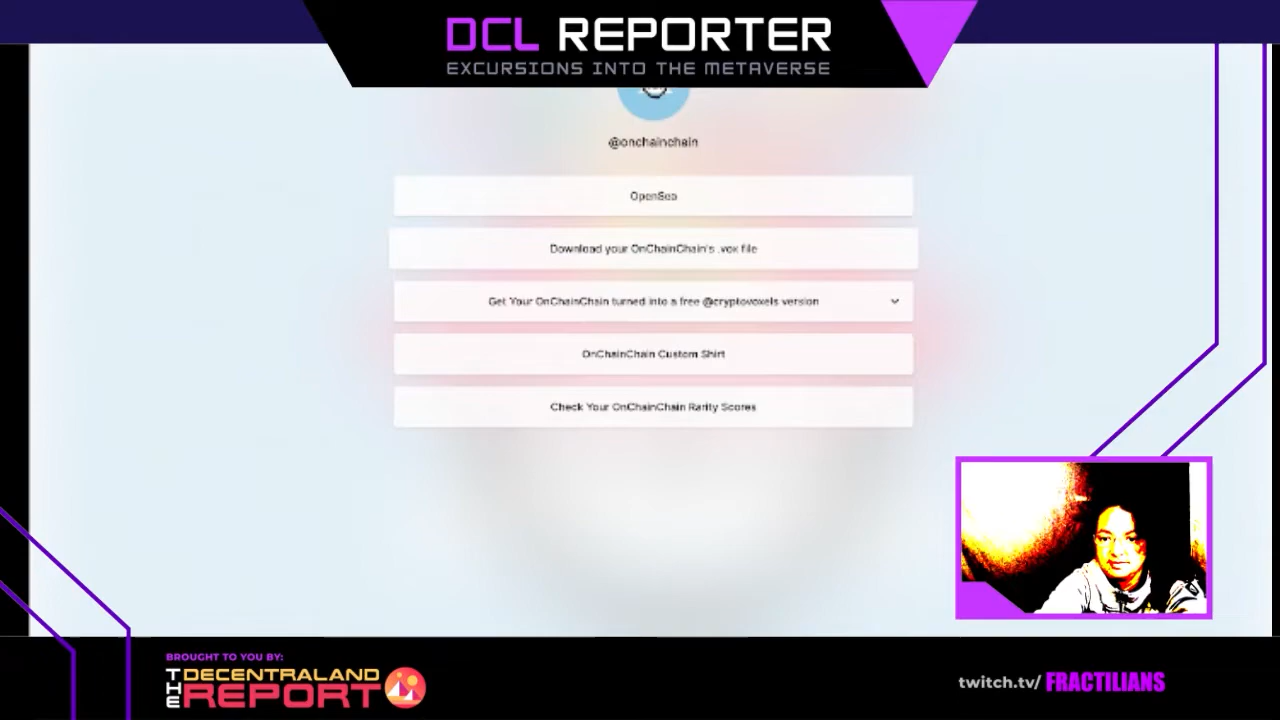 DCL REPORTER
EXCURSIONS INTO THE METAVERSE
@onchainchain
OpenSea
Download your OnChainChain's .vox file
Get Your OnChainChain turned into a free @cryptovoxels version
OnChainChain Custom Shirt
Check Your OnChainChain Rarity Scores
BROUGHT TO YOU BY:
THE DECENTRALAND
REPORT
twitch.tv/ FRACTILIANS